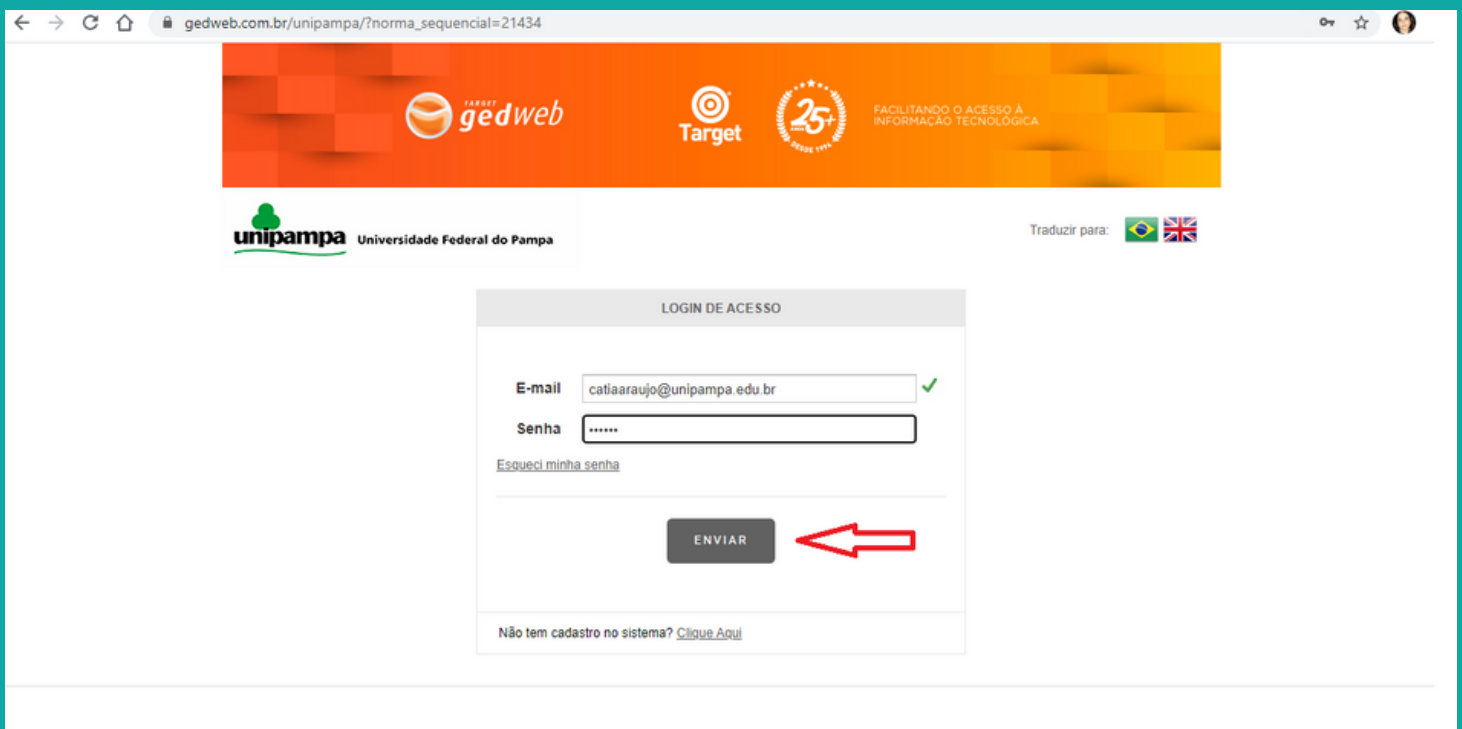 gedweb.com.br/unipampa/?norma_sequencial=21434
TARGET
gedweb
Target
25+
ANOS
DESDE 1994
FACILITANDO O ACESSO À
INFORMAÇÃO TECNOLÓGICA
unipampa Universidade Federal do Pampa
Traduzir para:
LOGIN DE ACESSO
E-mail catiaaraujo@unipampa.edu.br
Senha ••••••
Esqueci minha senha
ENVIAR
Não tem cadastro no sistema? Clique Aqui